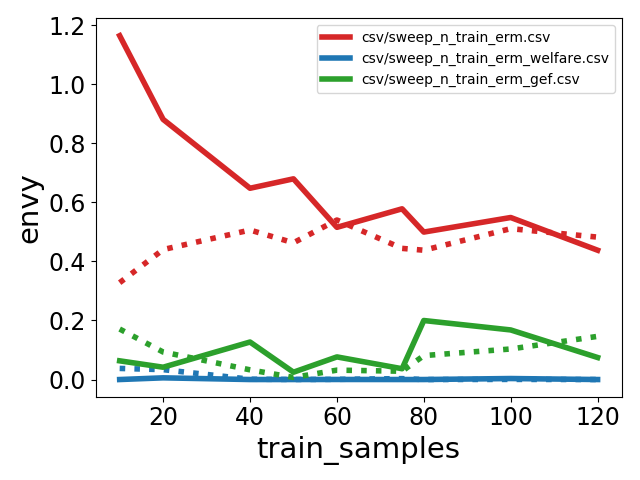 csv/sweep_n_train_erm.csv
csv/sweep_n_train_erm_welfare.csv
csv/sweep_n_train_erm_gef.csv
1.2
1.0
0.8
0.6
0.4
0.2
0.0
envy
20 40 60 80 100 120
train_samples